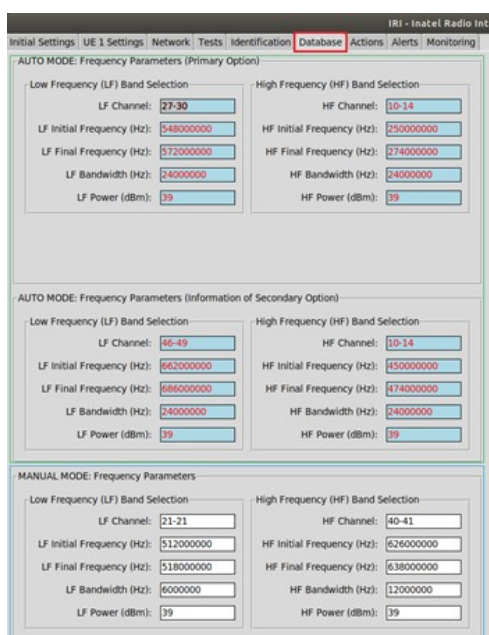 IRI - Inatel Radio Int
Initial Settings UE 1 Settings Network Tests Identification Database Actions Alerts Monitoring
AUTO MODE: Frequency Parameters (Primary Option)
Low Frequency (LF) Band Selection High Frequency (HF) Band Selection
LF Channel: 27-30 HF Channel: 10-14
LF Initial Frequency (Hz): 548000000 HF Initial Frequency (Hz): 250000000
LF Final Frequency (Hz): 572000000 HF Final Frequency (Hz): 274000000
LF Bandwidth (Hz): 24000000 HF Bandwidth (Hz): 24000000
LF Power (dBm): 39 HF Power (dBm): 39
AUTO MODE: Frequency Parameters (Information of Secondary Option)
Low Frequency (LF) Band Selection High Frequency (HF) Band Selection
LF Channel: 46-49 HF Channel: 10-14
LF Initial Frequency (Hz): 662000000 HF Initial Frequency (Hz): 450000000
LF Final Frequency (Hz): 686000000 HF Final Frequency (Hz): 474000000
LF Bandwidth (Hz): 24000000 HF Bandwidth (Hz): 24000000
LF Power (dBm): 39 HF Power (dBm): 39
MANUAL MODE: Frequency Parameters
Low Frequency (LF) Band Selection High Frequency (HF) Band Selection
LF Channel: 21-21 HF Channel: 40-41
LF Initial Frequency (Hz): 512000000 HF Initial Frequency (Hz): 626000000
LF Final Frequency (Hz): 518000000 HF Final Frequency (Hz): 638000000
LF Bandwidth (Hz): 6000000 HF Bandwidth (Hz): 12000000
LF Power (dBm): 39 HF Power (dBm): 39